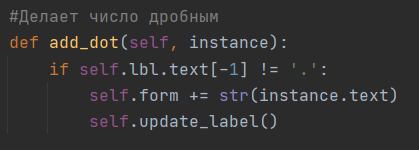 #Делает число дробным
def add_dot(self, instance):
    if self.lbl.text[-1] != '.':
        self.form += str(instance.text)
        self.update_label()